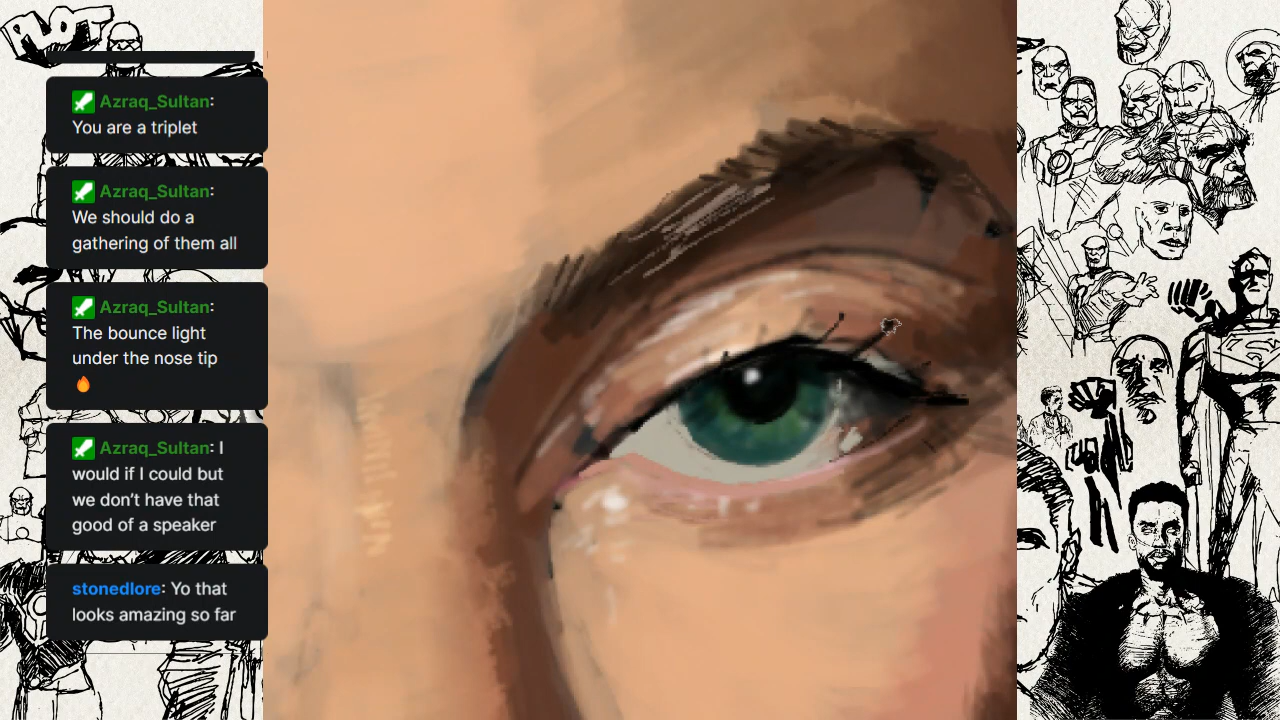 PLOT
Azraq_Sultan:
You are a triplet
Azraq_Sultan:
We should do a
gathering of them all
Azraq_Sultan:
The bounce light
under the nose tip
🔥
Azraq_Sultan: I
would if I could but
we don’t have that
good of a speaker
stonedlore: Yo that
looks amazing so far